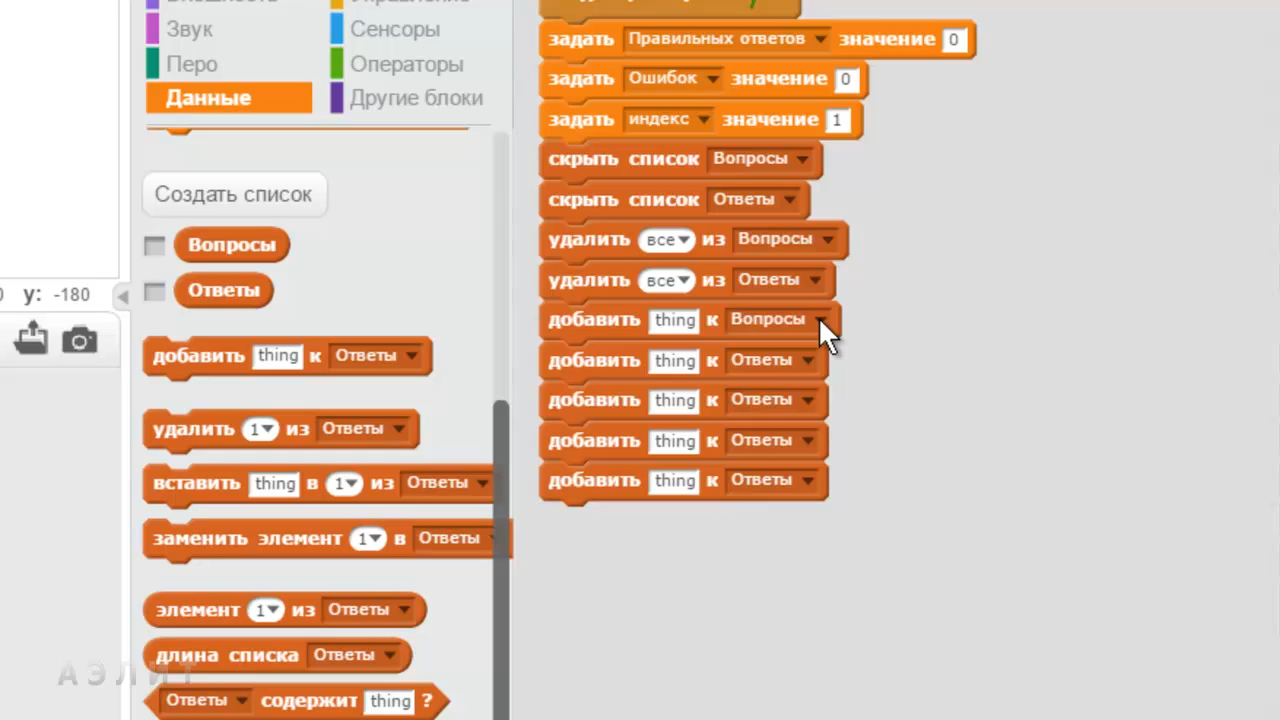 Звук
Сенсоры
Перо
Операторы
Данные
Другие блоки
Создать список
Вопросы
Ответы
y: -180
добавить thing к Ответы
удалить 1 из Ответы
вставить thing в 1 из Ответы
заменить элемент 1 в Ответы
элемент 1 из Ответы
длина списка Ответы
Ответы содержит thing ?
АЭЛИТ
задать Правильных ответов значение 0
задать Ошибок значение 0
задать индекс значение 1
скрыть список Вопросы
скрыть список Ответы
удалить все из Вопросы
удалить все из Ответы
добавить thing к Вопросы
добавить thing к Ответы
добавить thing к Ответы
добавить thing к Ответы
добавить thing к Ответы